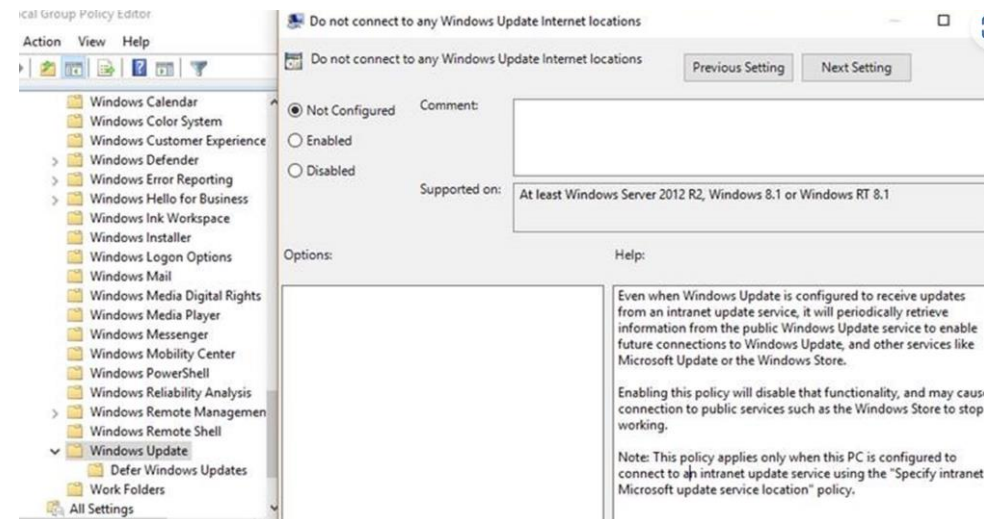 ocal Group Policy Editor
Action View Help
Windows Calendar
Windows Color System
Windows Customer Experience
Windows Defender
Windows Error Reporting
Windows Hello for Business
Windows Ink Workspace
Windows Installer
Windows Logon Options
Windows Mail
Windows Media Digital Rights
Windows Media Player
Windows Messenger
Windows Mobility Center
Windows PowerShell
Windows Reliability Analysis
Windows Remote Managemen
Windows Remote Shell
Windows Update
Defer Windows Updates
Work Folders
All Settings
Do not connect to any Windows Update Internet locations
Do not connect to any Windows Update Internet locations
Previous Setting Next Setting
Not Configured
Enabled
Disabled
Comment:
Supported on:
At least Windows Server 2012 R2, Windows 8.1 or Windows RT 8.1
Options:
Help:
Even when Windows Update is configured to receive updates
from an intranet update service, it will periodically retrieve
information from the public Windows Update service to enable
future connections to Windows Update, and other services like
Microsoft Update or the Windows Store.
Enabling this policy will disable that functionality, and may caus
connection to public services such as the Windows Store to stop
working.
Note: This policy applies only when this PC is configured to
connect to an intranet update service using the "Specify intranet
Microsoft update service location" policy.